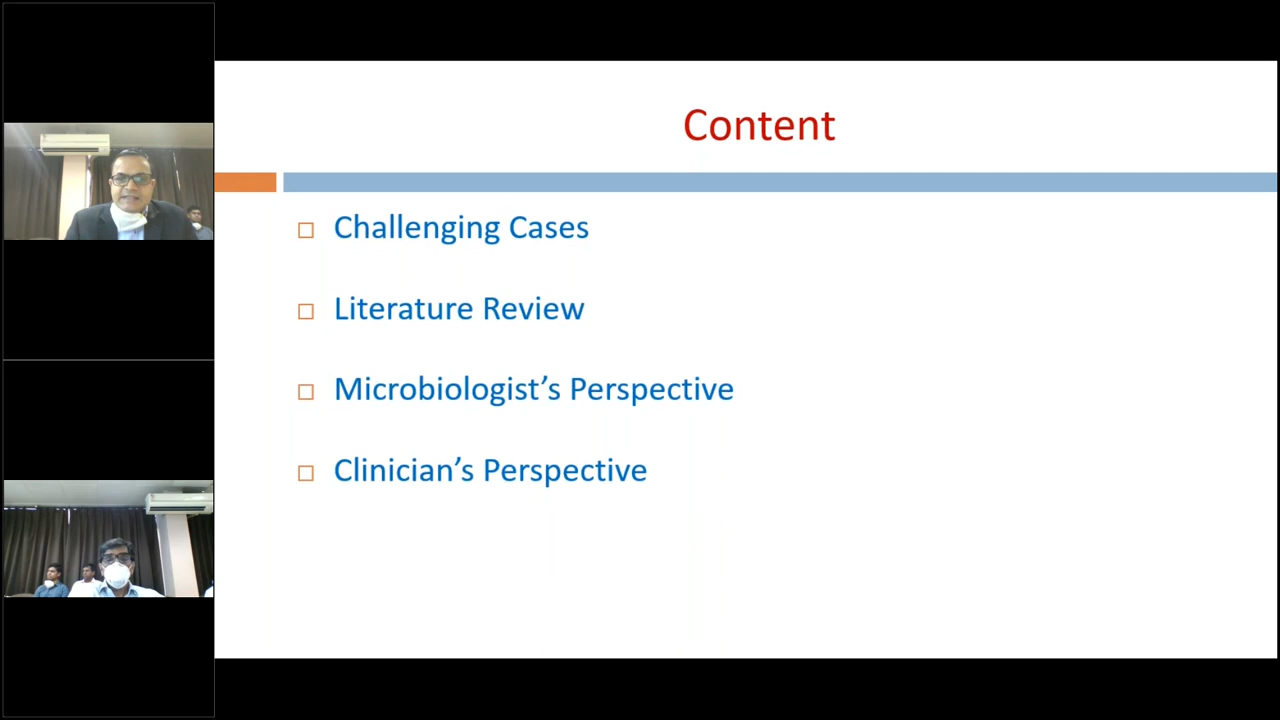 Content
Challenging Cases
Literature Review
Microbiologist’s Perspective
Clinician’s Perspective